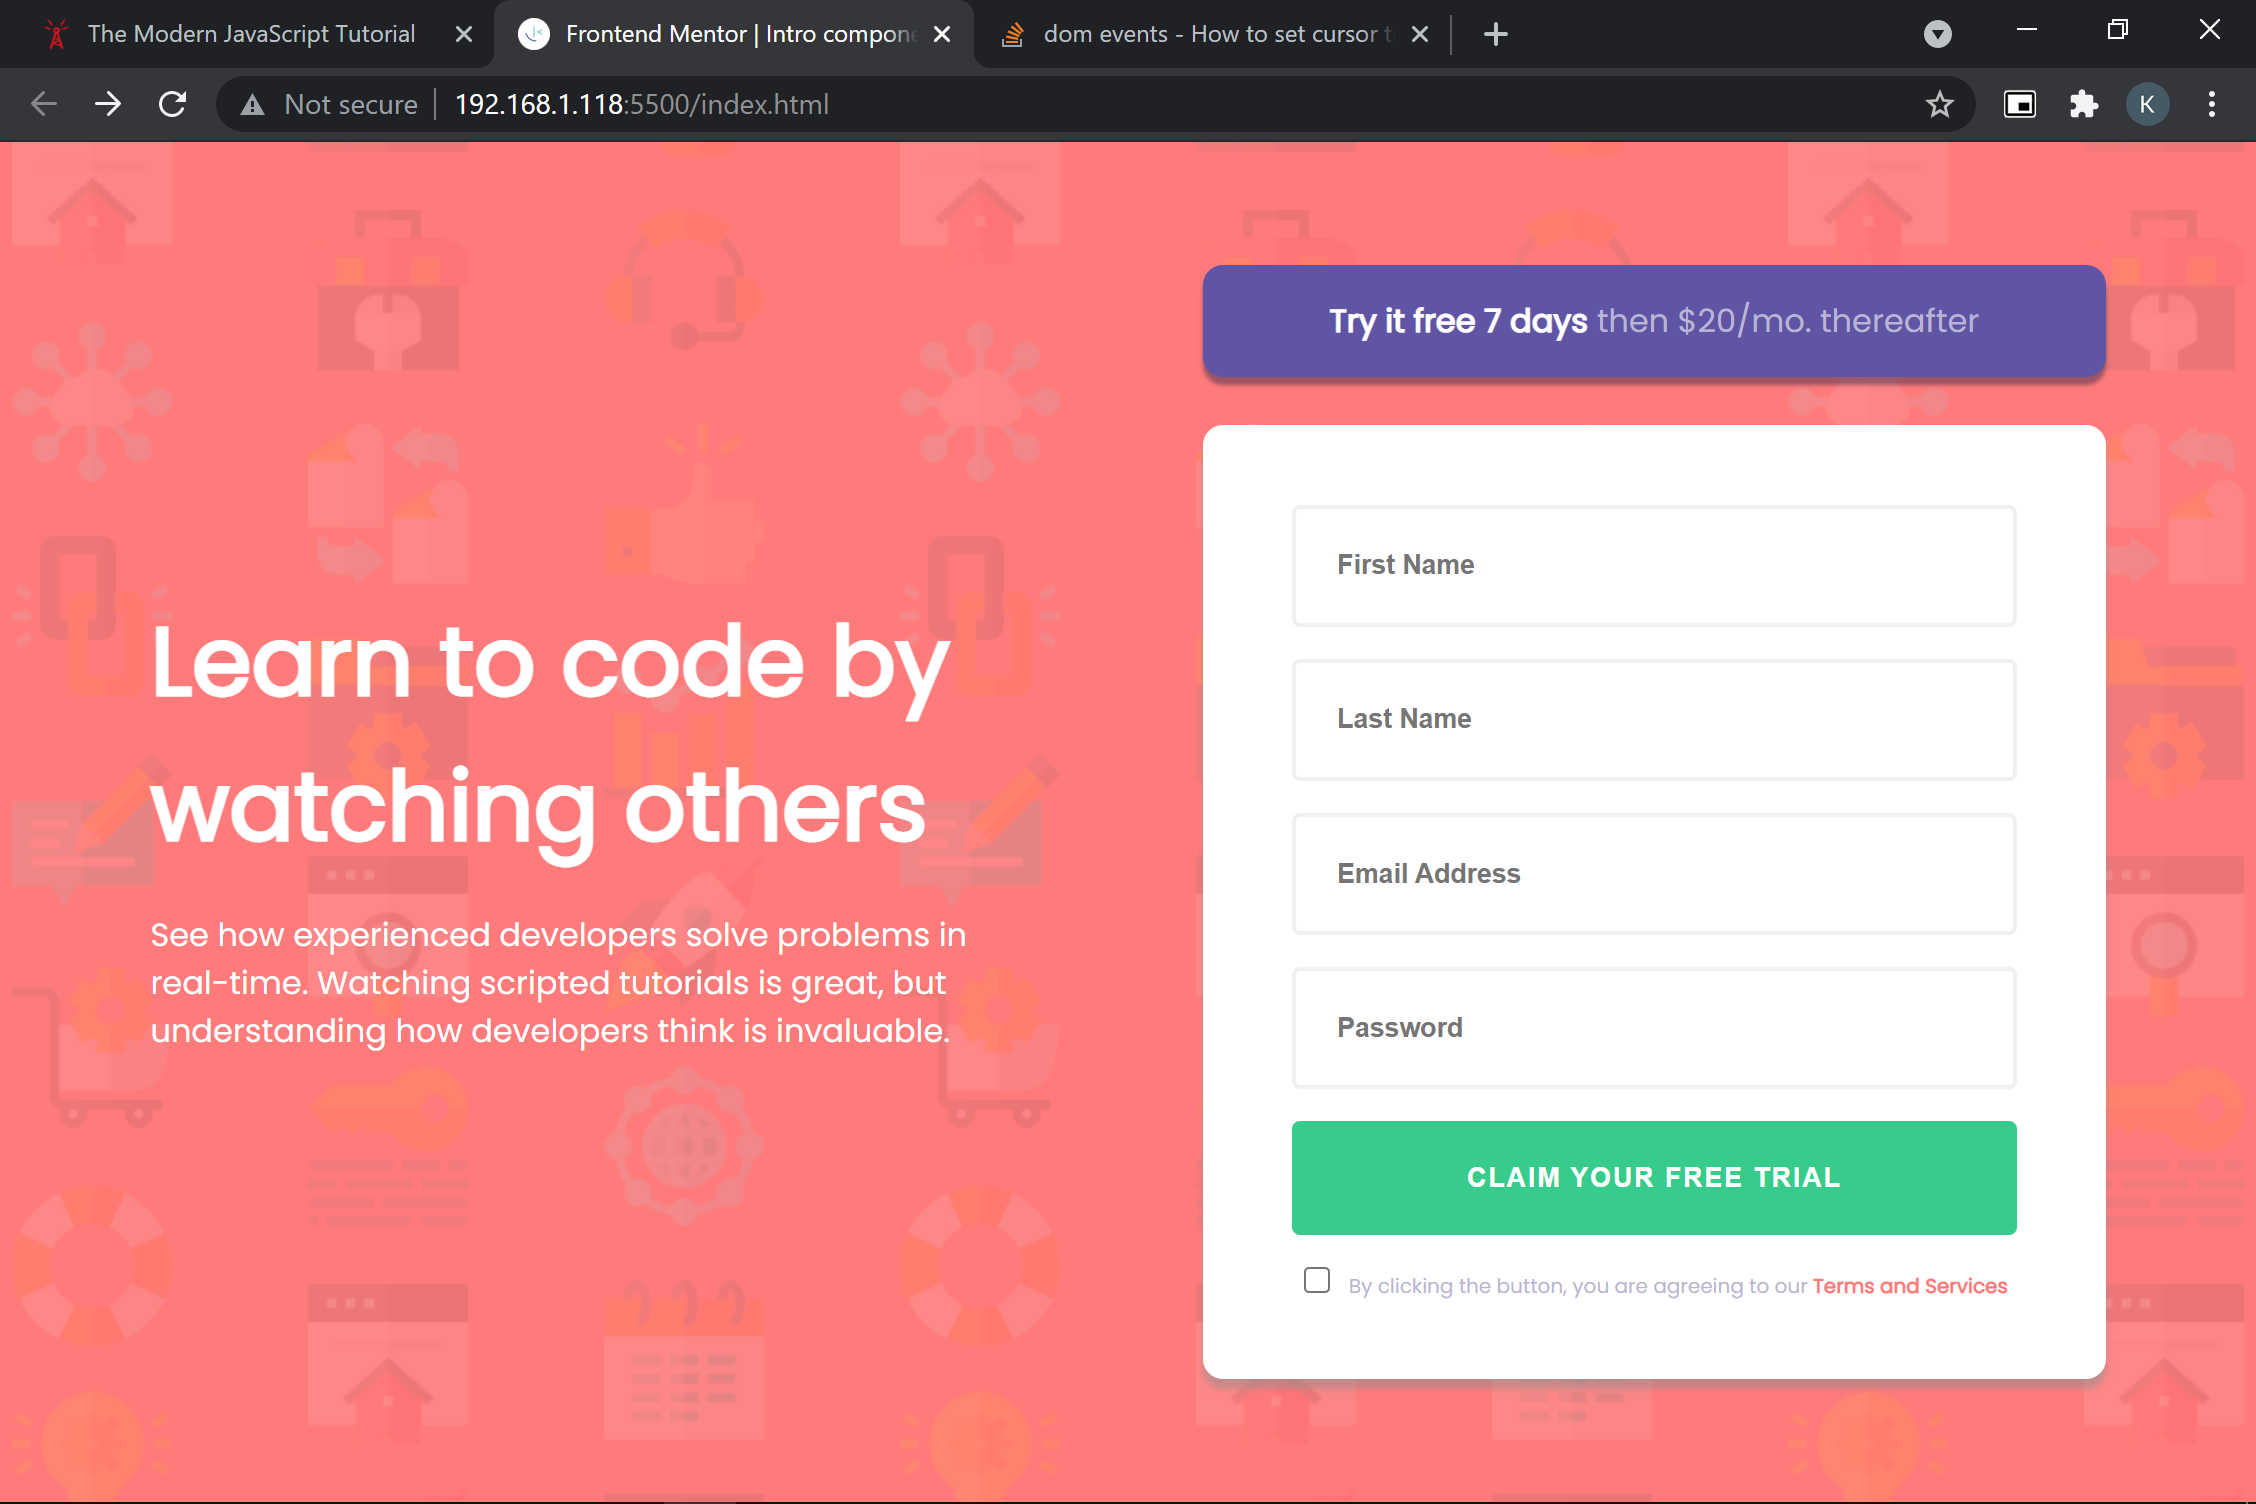 The Modern JavaScript Tutorial
Frontend Mentor | Intro compone
dom events - How to set cursor t
Not secure
192.168.1.118:5500/index.html
K
Try it free 7 days then $20/mo. thereafter
First Name
Last Name
Learn to code by
watching others
Email Address
See how experienced developers solve problems in
real-time. Watching scripted tutorials is great, but
understanding how developers think is invaluable.
Password
CLAIM YOUR FREE TRIAL
By clicking the button, you are agreeing to our Terms and Services